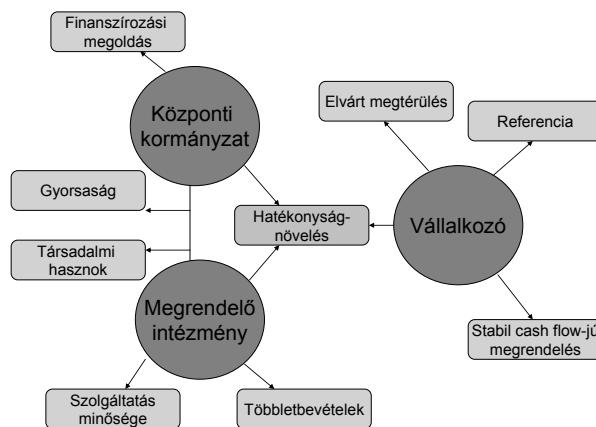 Finanszírozási
megoldás
Központi
kormányzat
Elvárt megtérülés
Referencia
Gyorsaság
Hatékonyság-
növelés
Vállalkozó
Társadalmi
hasznok
Megrendelő
intézmény
Stabil cash flow-jú
megrendelés
Szolgáltatás
minősége
Többletbevételek